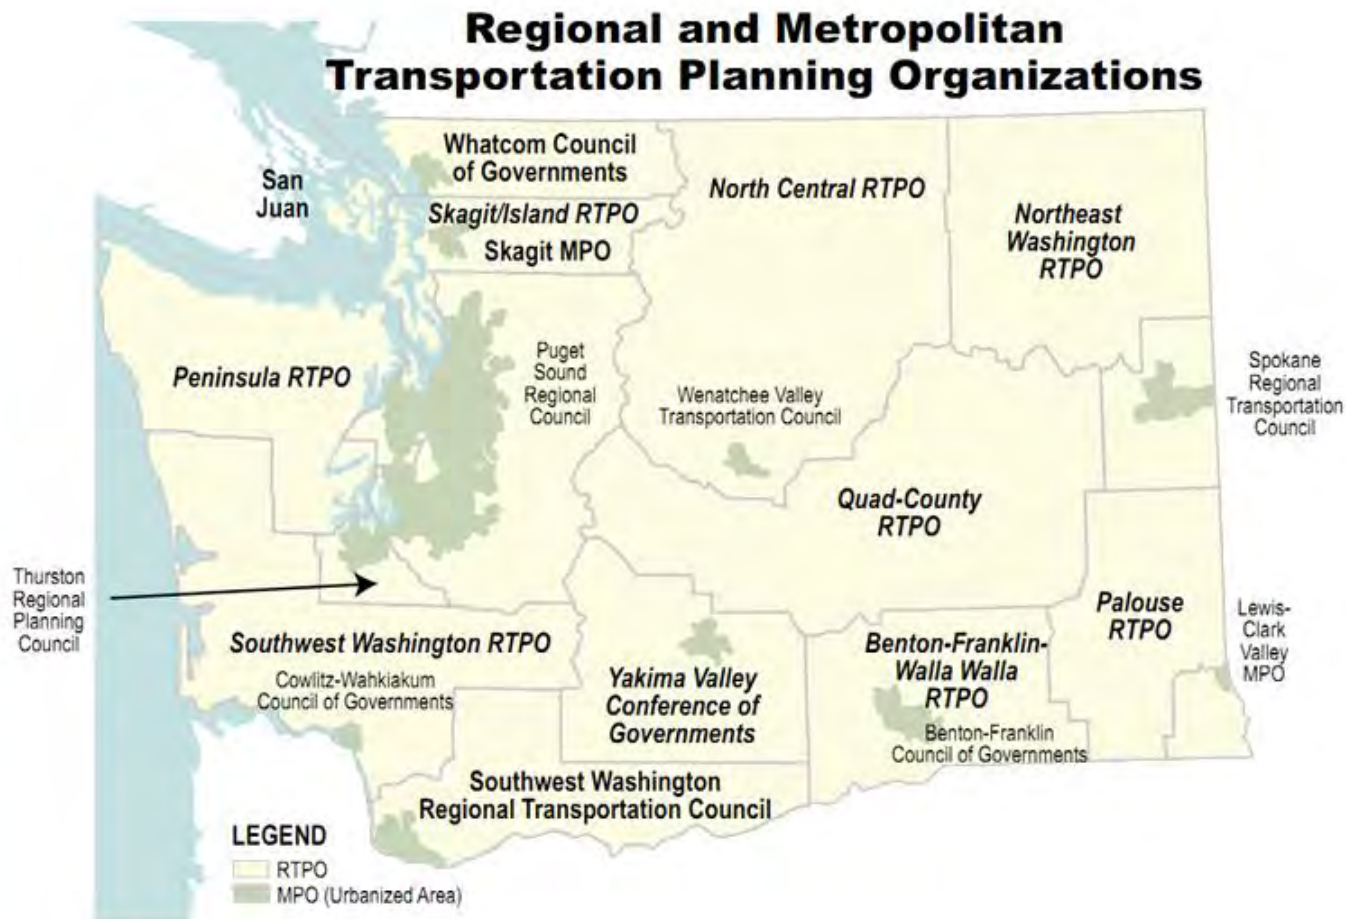 Regional and Metropolitan
Transportation Planning Organizations
Whatcom Council
of Governments
San
Juan
Skagit/Island RTPO
Skagit MPO
North Central RTPO
Northeast
Washington
RTPO
Peninsula RTPO
Puget
Sound
Regional
Council
Wenatchee Valley
Transportation Council
Spokane
Regional
Transportation
Council
Quad-County
RTPO
Thurston
Regional
Planning
Council
Southwest Washington RTPO
Cowlitz-Wahkiakum
Council of Governments
Yakima Valley
Conference of
Governments
Benton-Franklin-
Walla Walla
RTPO
Benton-Franklin
Council of Governments
Palouse
RTPO
Lewis-
Clark
Valley
MPO
Southwest Washington
Regional Transportation Council
LEGEND
RTPO
MPO (Urbanized Area)